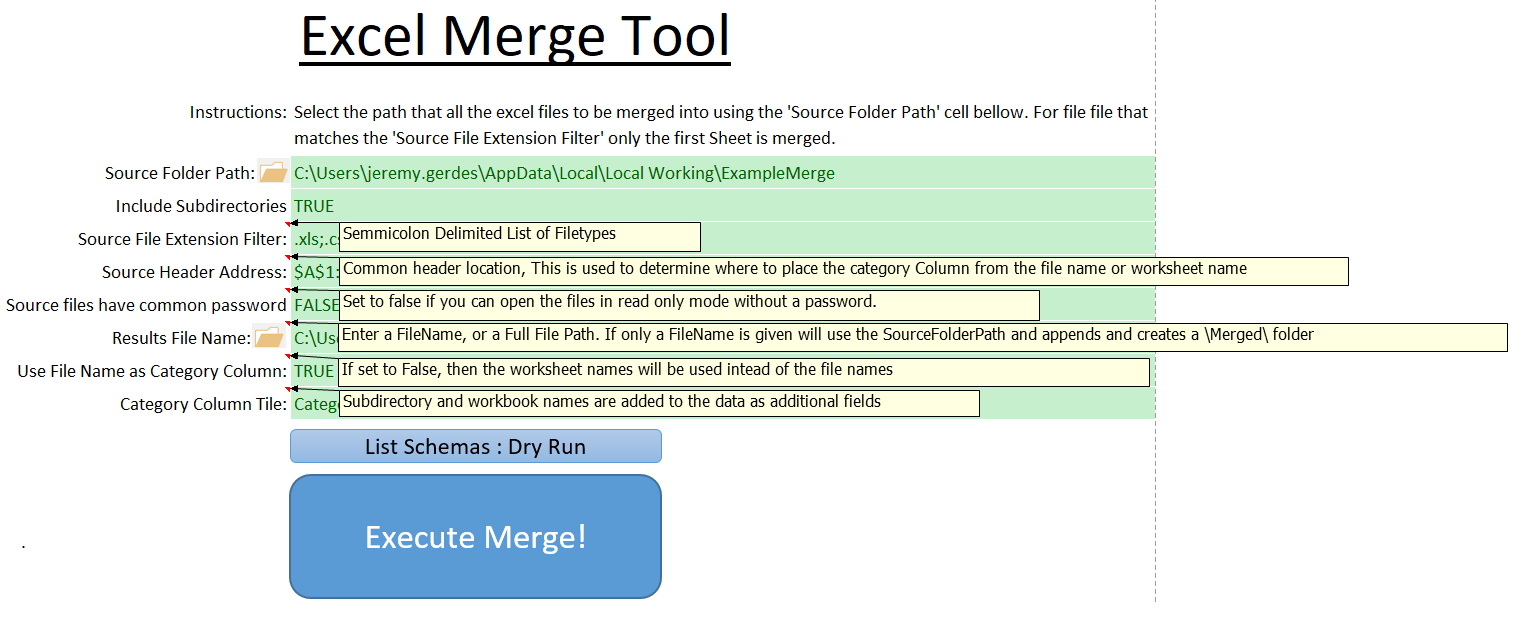 Excel Merge Tool
Instructions: Select the path that all the excel files to be merged into using the 'Source Folder Path' cell bellow. For file file that
matches the 'Source File Extension Filter' only the first Sheet is merged.
Source Folder Path: C:\Users\jeremy.gerdes\AppData\Local\Local Working\ExampleMerge
Include Subdirectories TRUE
Source File Extension Filter: .xls;.cs Semmicolon Delimited List of Filetypes
Source Header Address: $A$1: Common header location, This is used to determine where to place the category Column from the file name or worksheet name
Source files have common password FALSE Set to false if you can open the files in read only mode without a password.
Results File Name: C:\Use Enter a FileName, or a Full File Path. If only a FileName is given will use the SourceFolderPath and appends and creates a \Merged\ folder
Use File Name as Category Column: TRUE If set to False, then the worksheet names will be used intead of the file names
Category Column Tile: Catego Subdirectory and workbook names are added to the data as additional fields
List Schemas : Dry Run
Execute Merge!
.